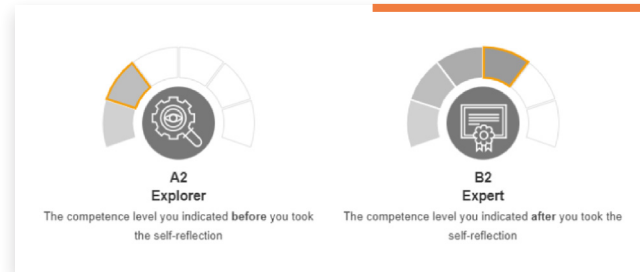 A2
Explorer
The competence level you indicated before you took
the self-reflection
B2
Expert
The competence level you indicated after you took the
self-reflection